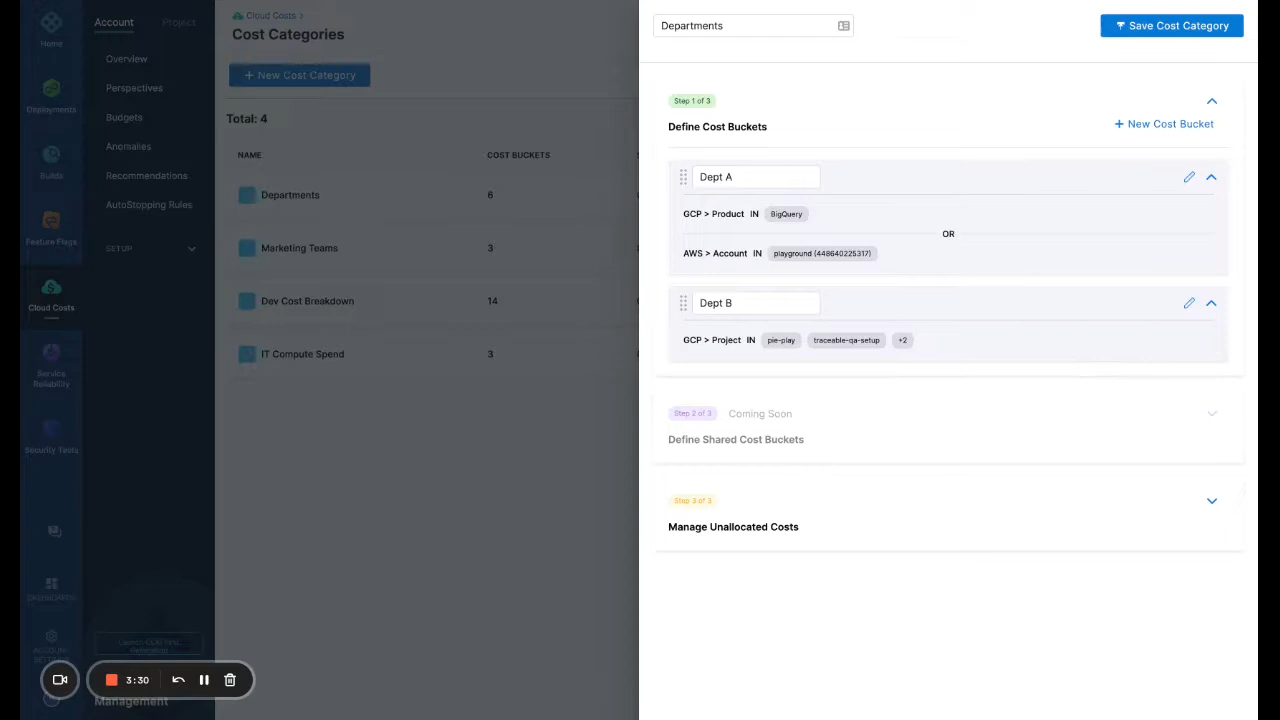 Home
Deployments
Builds
Feature Flags
Cloud Costs
Service
Reliability
Security Tests
DASHBOARDS
ACCOUNT
Account
Project
Overview
Perspectives
Budgets
Anomalies
Recommendations
AutoStopping Rules
SETUP
3:30
Management
Cloud Costs >
Cost Categories
+ New Cost Category
Total: 4
NAME
COST BUCKETS
Departments
6
Marketing Teams
3
Dev Cost Breakdown
14
IT Compute Spend
3
Departments
Save Cost Category
Step 1 of 3
Define Cost Buckets
+ New Cost Bucket
Dept A
GCP > Product IN BigQuery
OR
AWS > Account IN playground (448640225317)
Dept B
GCP > Project IN pie-play traceable-qa-setup +2
Step 2 of 3 Coming Soon
Define Shared Cost Buckets
Step 3 of 3
Manage Unallocated Costs